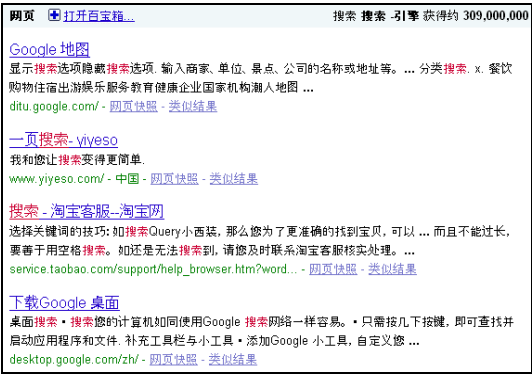 网页 打开百宝箱... 搜索 搜索 -引擎 获得约 309,000,000
Google 地图
显示搜索选项隐藏搜索选项. 输入商家、单位、景点、公司的名称或地址等。 ... 分类搜索. x. 餐饮
购物住宿出游娱乐服务教育健康企业国家机构潮人地图 ...
ditu.google.com/ - 网页快照 - 类似结果
一页搜索- yiyeso
我和您让搜索变得更简单.
www.yiyeso.com/ - 中国 - 网页快照 - 类似结果
搜索 - 淘宝客服--淘宝网
选择关键词的技巧: 如搜索Query小西装, 那么您为了更准确的找到宝贝, 可以 ... 而且不能过长,
要善于用空格搜索。如还是无法搜索到, 请您及时联系淘宝客服核实处理。 ...
service.taobao.com/support/help_browser.htm?word... - 网页快照 - 类似结果
下载Google 桌面
桌面搜索 • 搜索您的计算机如同使用Google 搜索网络一样容易。 • 只需按几下按键, 即可查找并
启动应用程序和文件. 补充工具栏与小工具 • 添加Google 小工具, 自定义您 ...
desktop.google.com/zh/ - 网页快照 - 类似结果